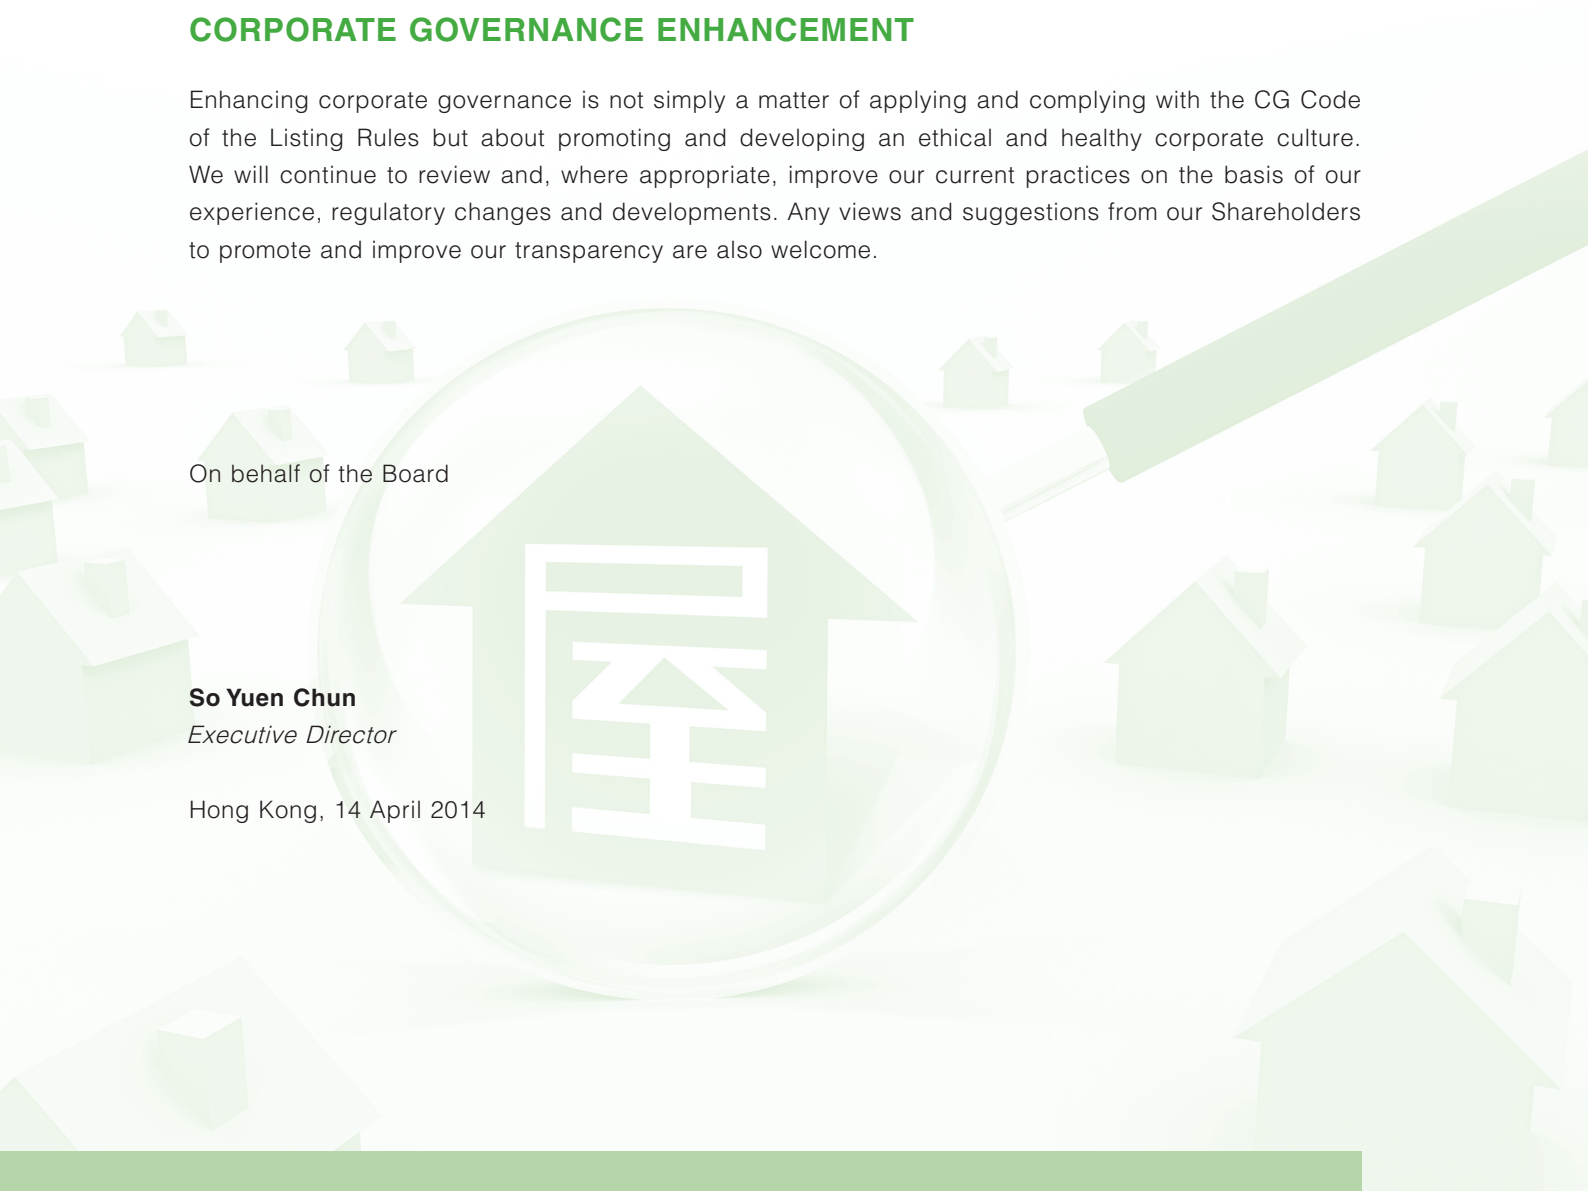 CORPORATE GOVERNANCE ENHANCEMENT
Enhancing corporate governance is not simply a matter of applying and complying with the CG Code
of the Listing Rules but about promoting and developing an ethical and healthy corporate culture.
We will continue to review and, where appropriate, improve our current practices on the basis of our
experience, regulatory changes and developments. Any views and suggestions from our Shareholders
to promote and improve our transparency are also welcome.
On behalf of the Board
屋
So Yuen Chun
Executive Director
Hong Kong, 14 April 2014